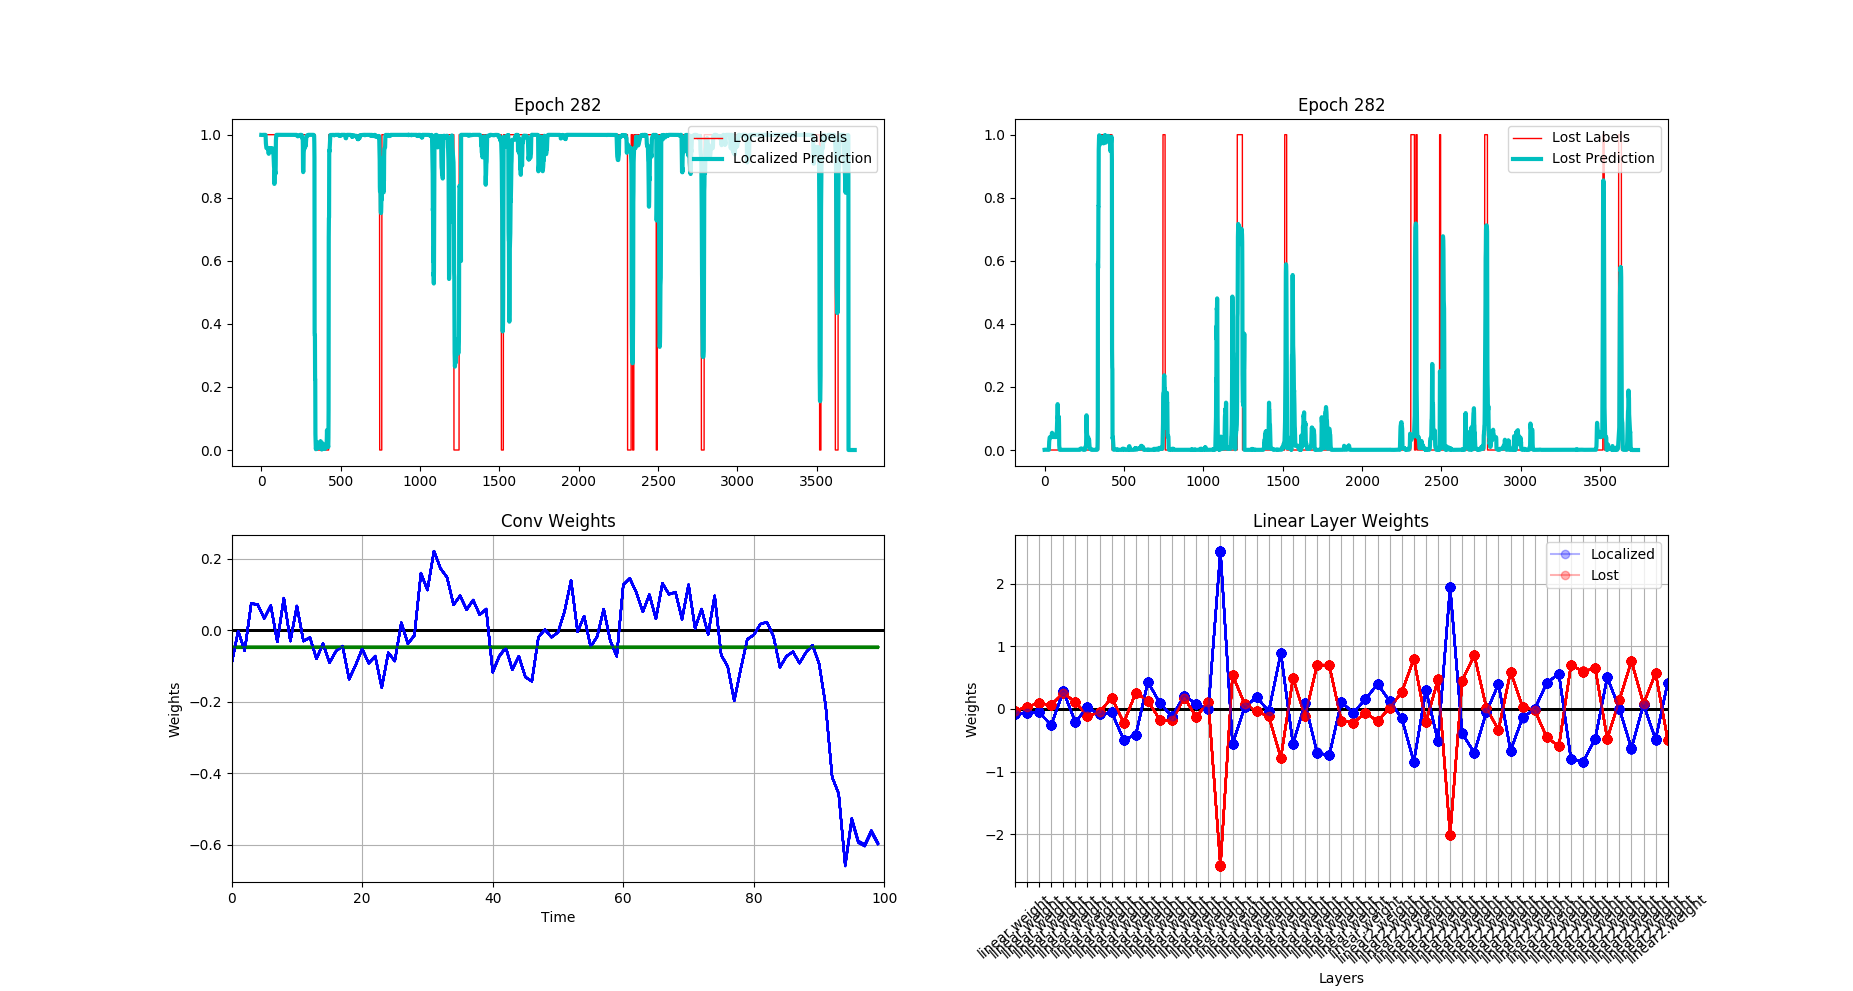 Epoch 282
1.0
0.8
0.6
0.4
0.2
0.0
Localized Labels
Localized Prediction
0 500 1000 1500 2000 2500 3000 3500
Epoch 282
1.0
0.8
0.6
0.4
0.2
0.0
Lost Labels
Lost Prediction
0 500 1000 1500 2000 2500 3000 3500
Conv Weights
Weights
0.2
0.0
−0.2
−0.4
−0.6
0 20 40 60 80 100
Time
Linear Layer Weights
Weights
2
1
0
−1
−2
Localized
Lost
linear.weight
linear2.weight
Layers